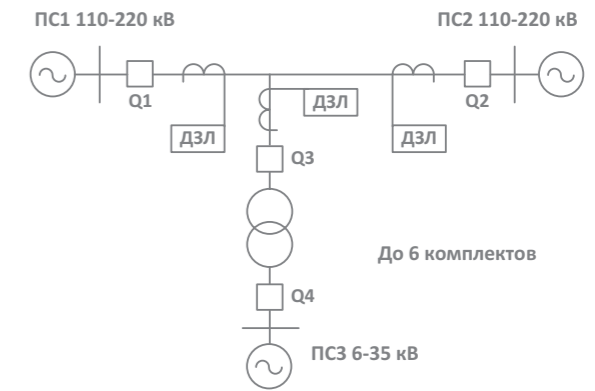 ПС1 110-220 кВ
ПС2 110-220 кВ
Q1
Q2
ДЗЛ
ДЗЛ
ДЗЛ
Q3
До 6 комплектов
Q4
ПС3 6-35 кВ